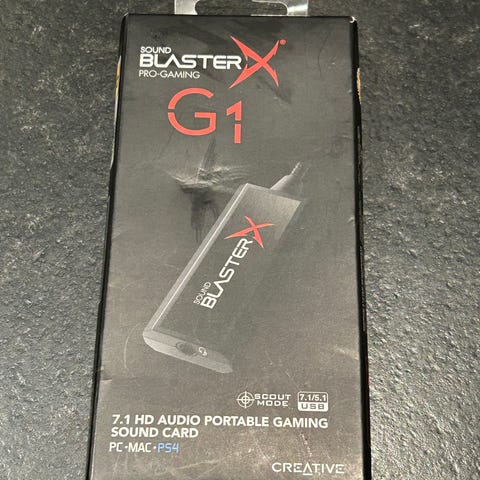 SOUND
BLASTERX®
PRO-GAMING
G1
SOUND
BLASTERX
SCOUT MODE
7.1/5.1
USB
7.1 HD AUDIO PORTABLE GAMING
SOUND CARD
PC-MAC•PS4
CREATIVE